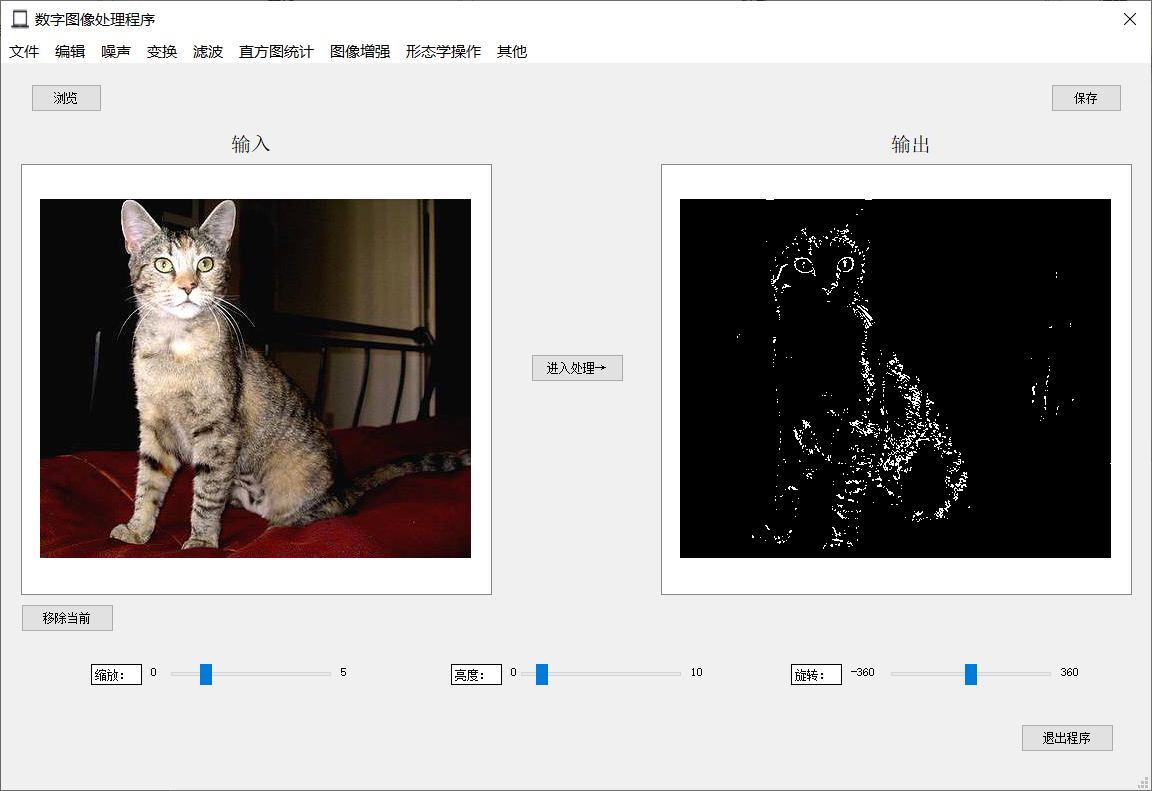 数字图像处理程序
文件 编辑 噪声 变换 滤波 直方图统计 图像增强 形态学操作 其他
浏览 保存
输入 输出
进入处理→
移除当前
缩放： 0 5 亮度： 0 10 旋转： -360 360
退出程序